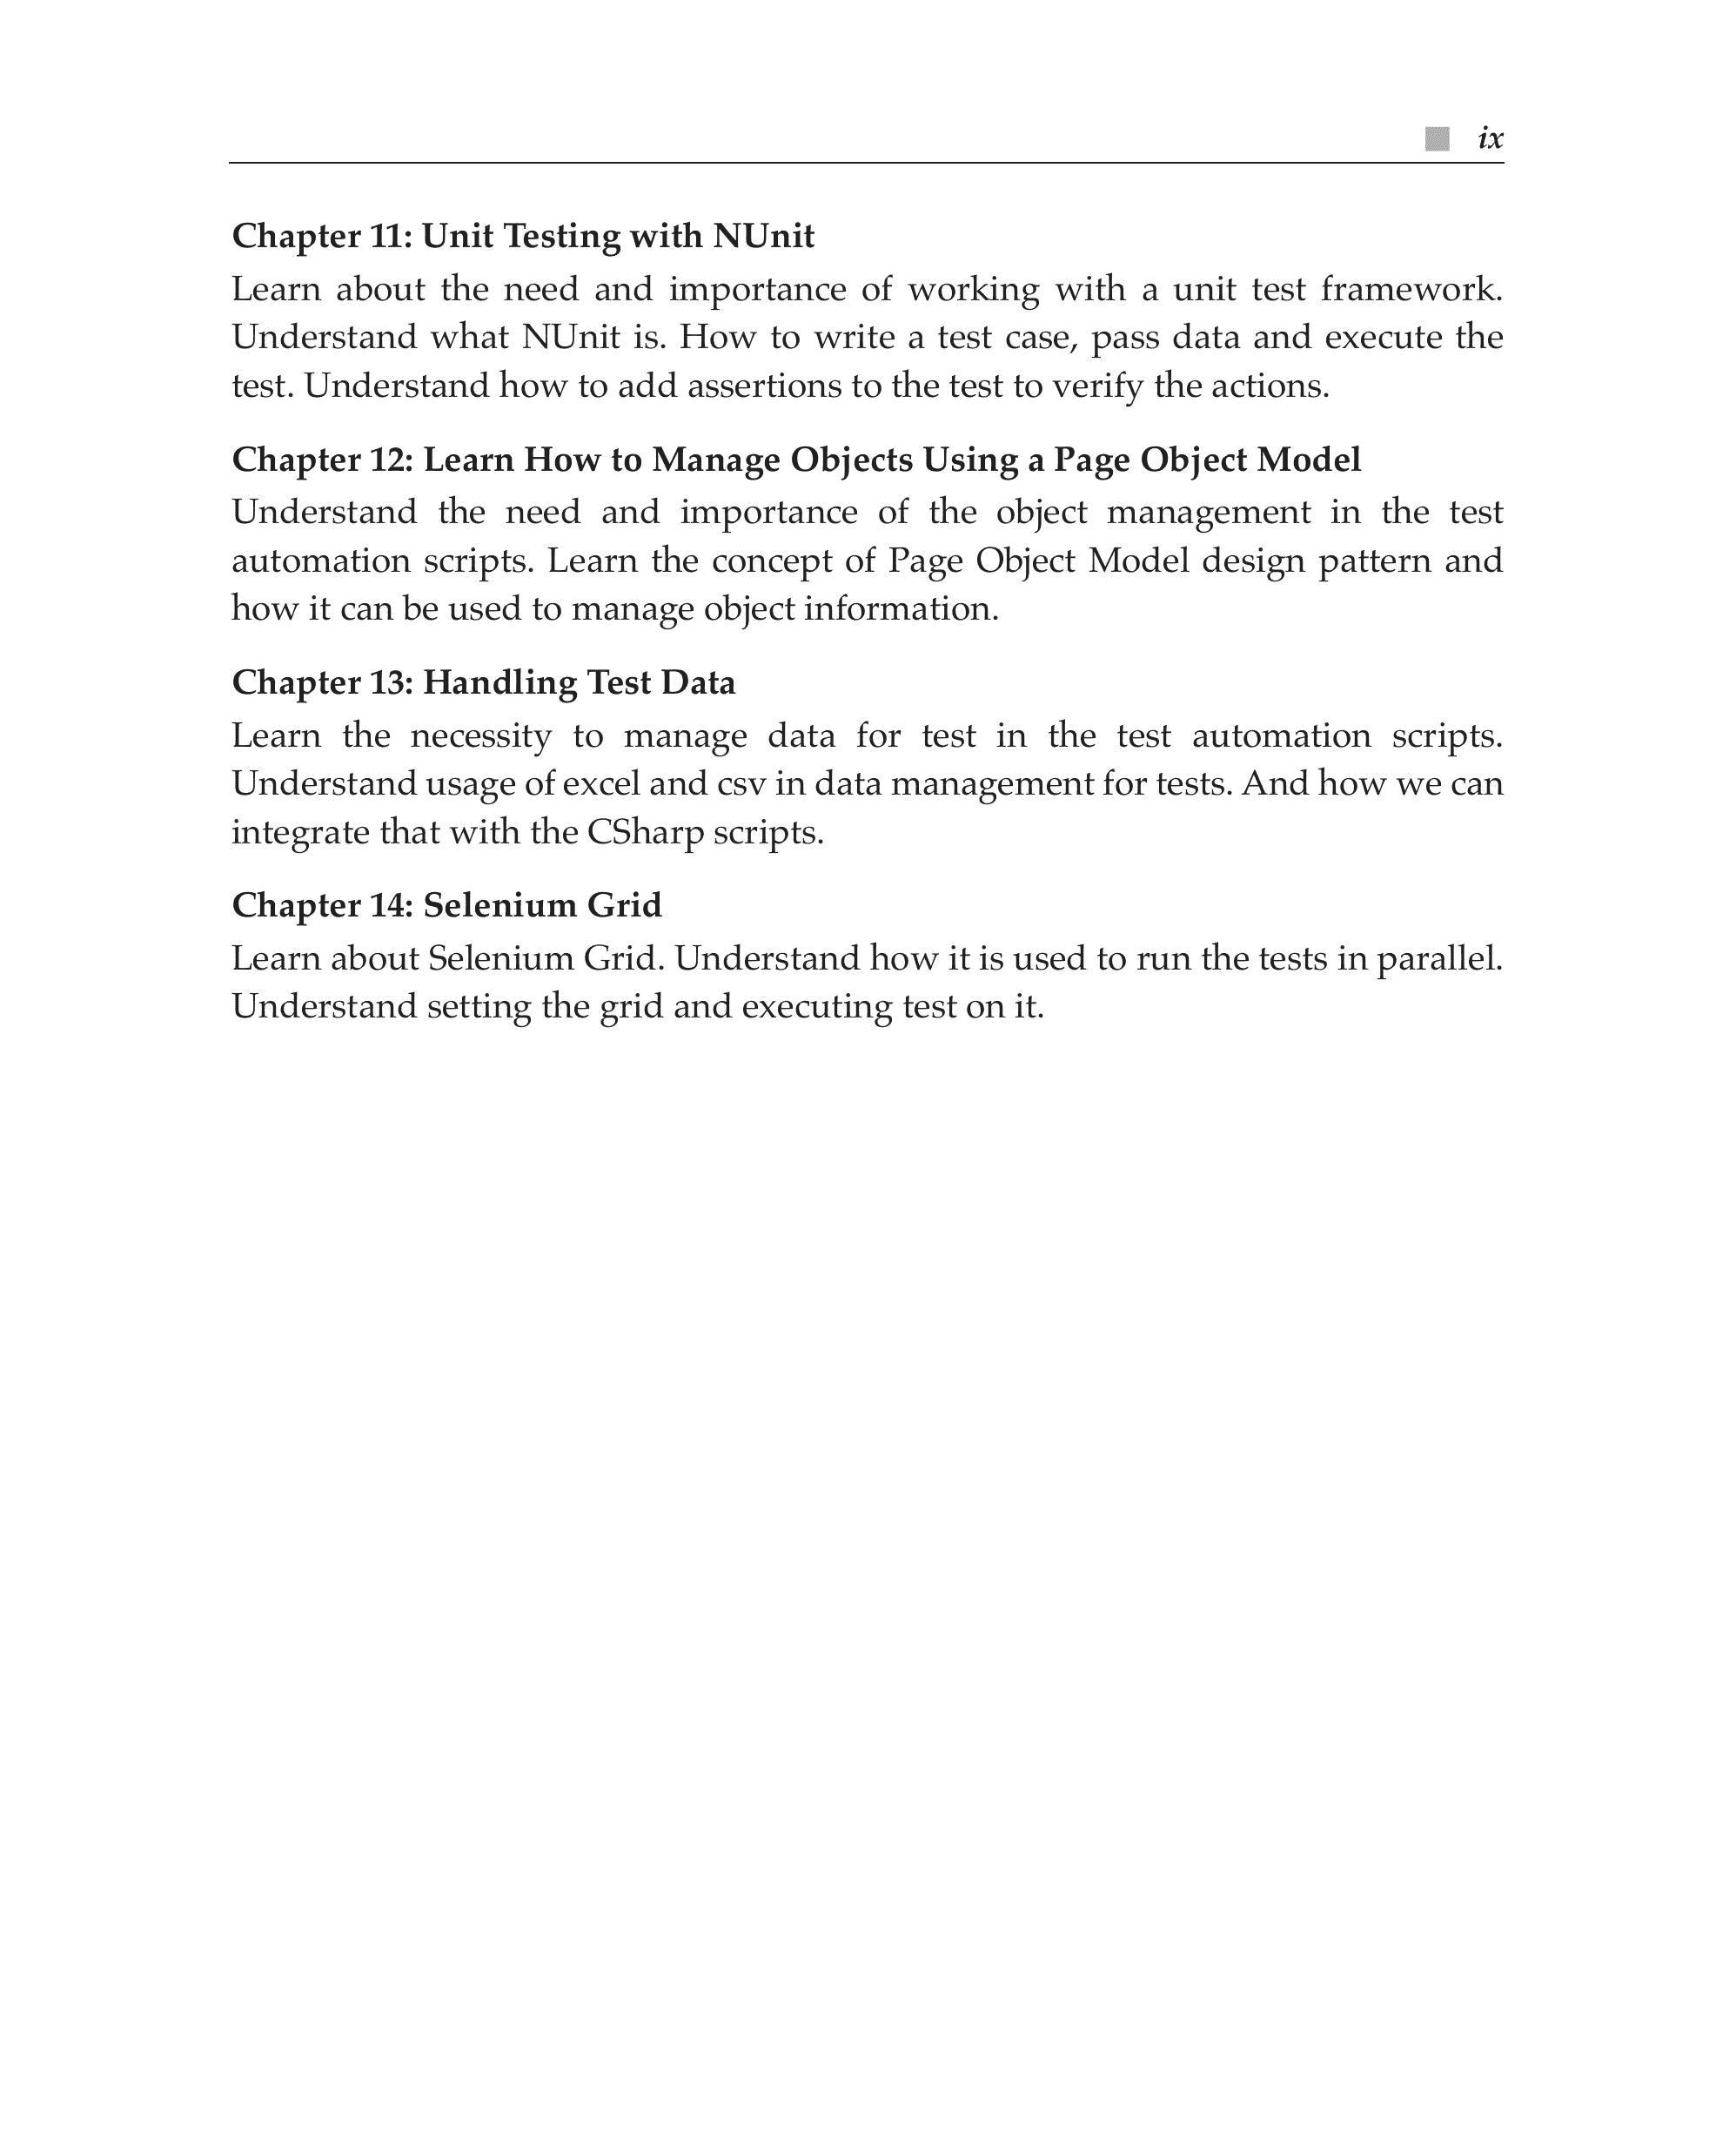 ix
Chapter 11: Unit Testing with NUnit
Learn about the need and importance of working with a unit test framework.
Understand what NUnit is. How to write a test case, pass data and execute the
test. Understand how to add assertions to the test to verify the actions.
Chapter 12: Learn How to Manage Objects Using a Page Object Model
Understand the need and importance of the object management in the test
automation scripts. Learn the concept of Page Object Model design pattern and
how it can be used to manage object information.
Chapter 13: Handling Test Data
Learn the necessity to manage data for test in the test automation scripts.
Understand usage of excel and csv in data management for tests. And how we can
integrate that with the CSharp scripts.
Chapter 14: Selenium Grid
Learn about Selenium Grid. Understand how it is used to run the tests in parallel.
Understand setting the grid and executing test on it.